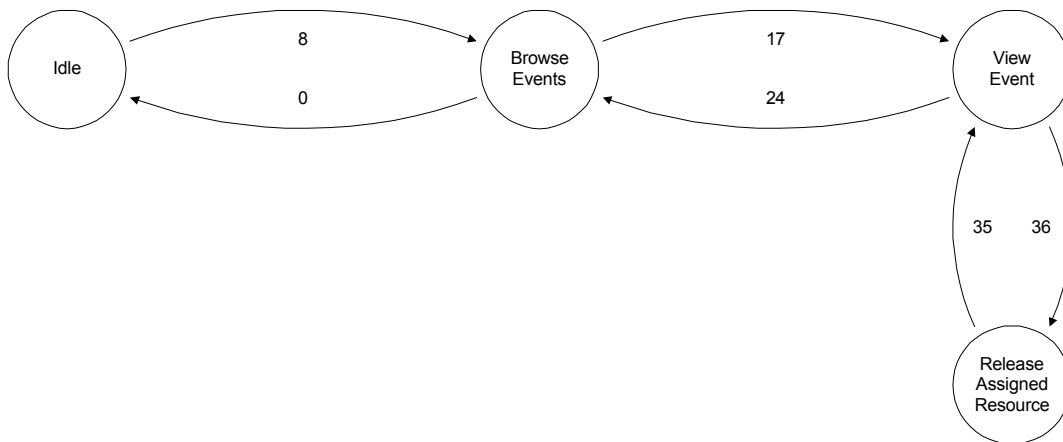 Idle
8
0
Browse
Events
17
24
View
Event
35
36
Release
Assigned
Resource